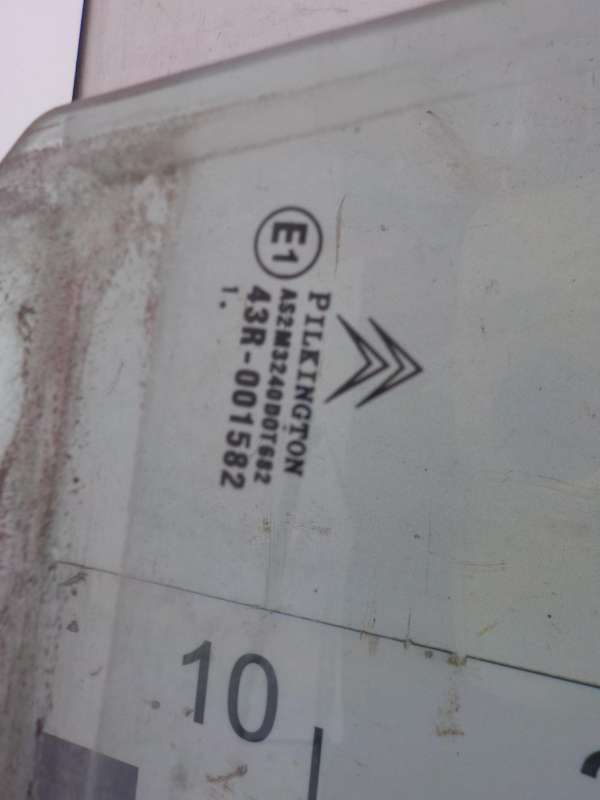 PILKINGTON
E1
AS2M3240DOT682
43R-001582
1.
10